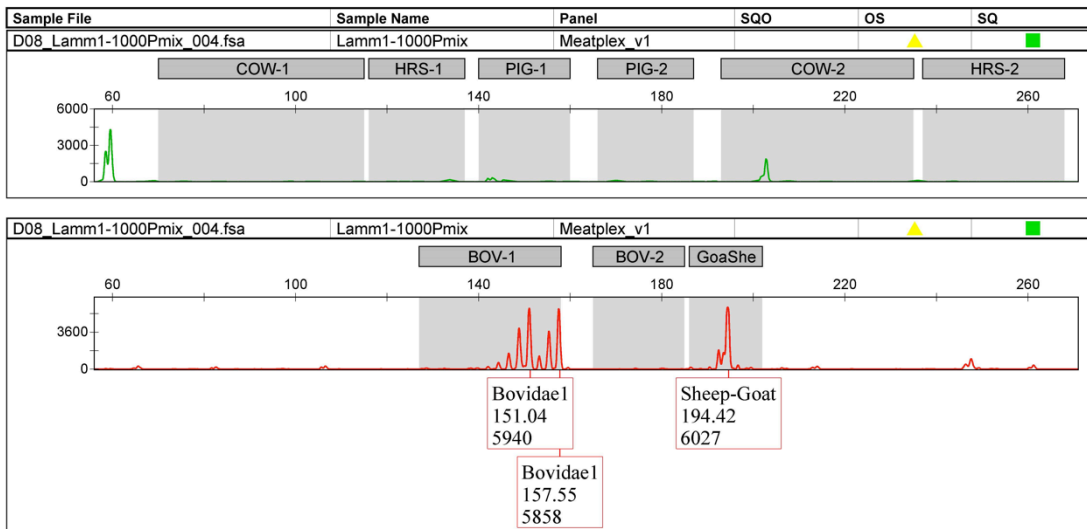 Sample File Sample Name Panel SQO OS SQ
D08_Lamm1-1000Pmix_004.fsa Lamm1-1000Pmix Meatplex_v1
COW-1 HRS-1 PIG-1 PIG-2 COW-2 HRS-2
60 100 140 180 220 260
6000
3000
0
D08_Lamm1-1000Pmix_004.fsa Lamm1-1000Pmix Meatplex_v1
BOV-1 BOV-2 GoaShe
60 100 140 180 220 260
3600
0
Bovidae1 Sheep-Goat
151.04 194.42
5940 6027
Bovidae1
157.55
5858